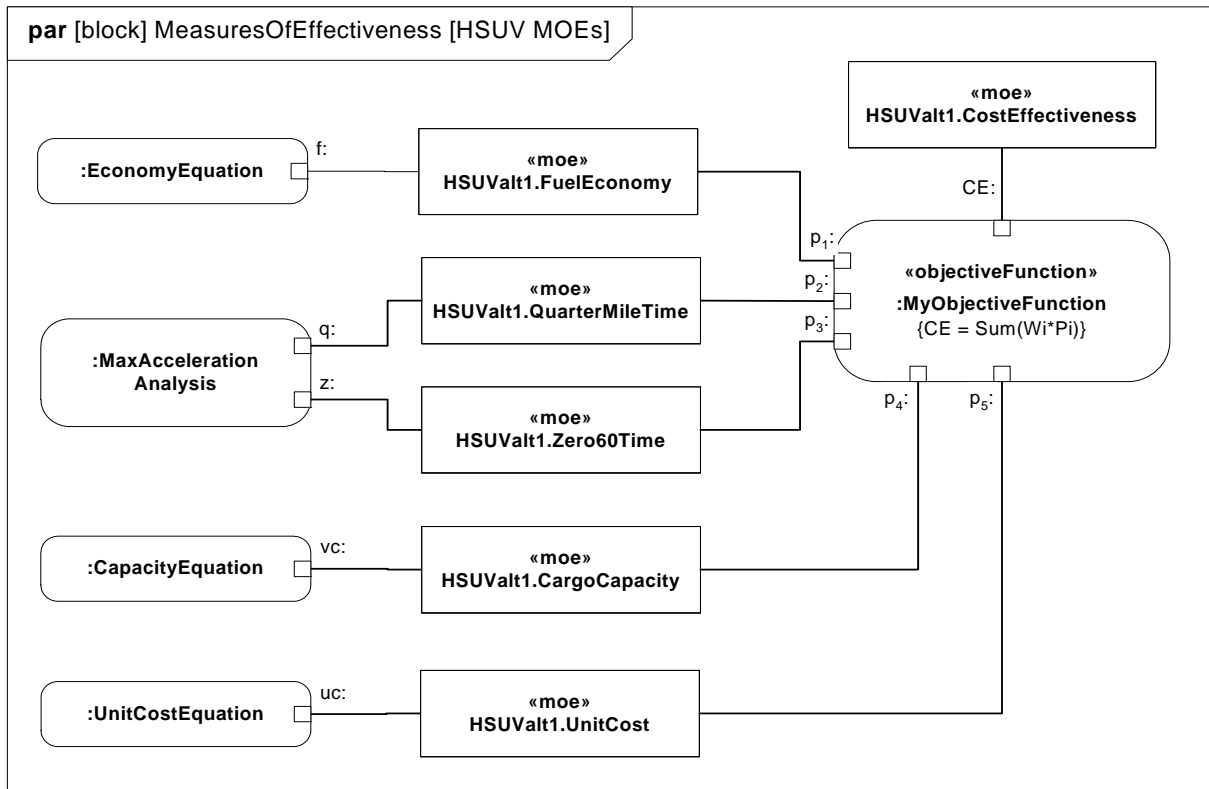 par [block] MeasuresOfEffectiveness [HSUV MOEs]
«moe»
HSUValt1.CostEffectiveness
CE:
:EconomyEquation
f:
«moe»
HSUValt1.FuelEconomy
p1:
p2:
p3:
«objectiveFunction»
:MyObjectiveFunction
{CE = Sum(Wi*Pi)}
p4:
p5:
:MaxAcceleration
Analysis
q:
z:
«moe»
HSUValt1.QuarterMileTime
«moe»
HSUValt1.Zero60Time
:CapacityEquation
vc:
«moe»
HSUValt1.CargoCapacity
:UnitCostEquation
uc:
«moe»
HSUValt1.UnitCost